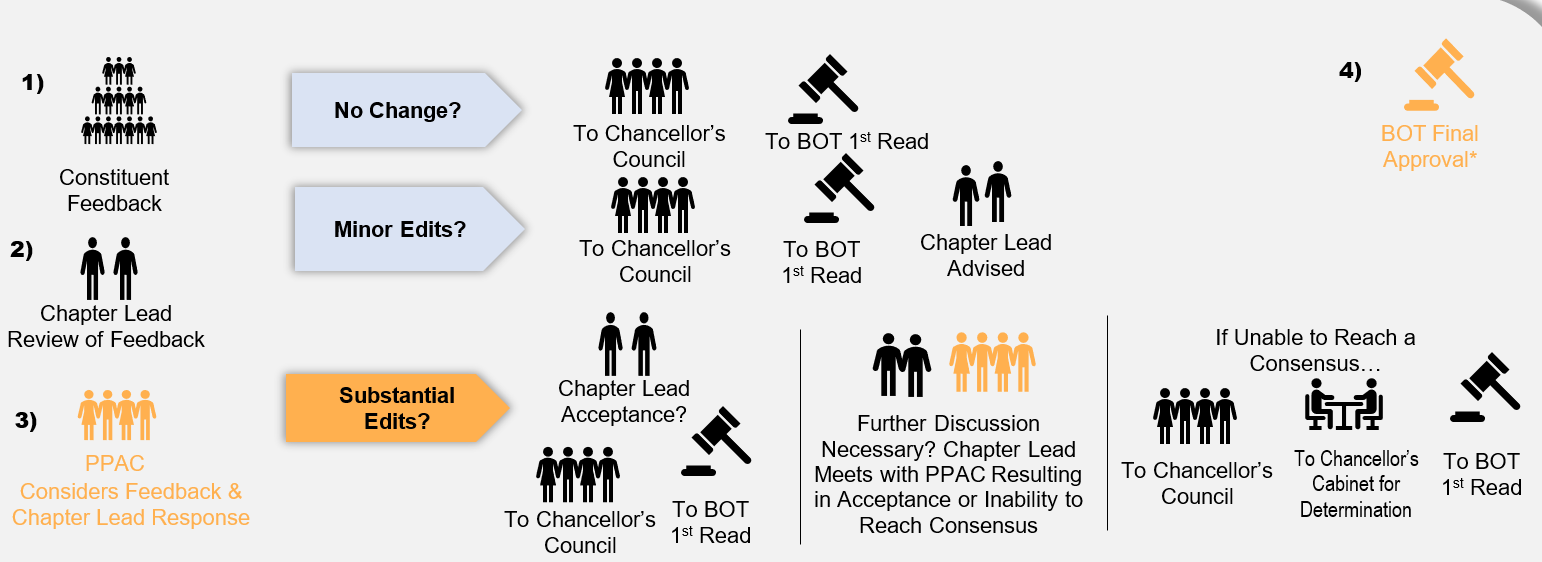 1)
Constituent
Feedback
2)
Chapter Lead
Review of Feedback
3)
PPAC
Considers Feedback &
Chapter Lead Response
No Change?
To Chancellor's
Council
To BOT 1st Read
Minor Edits?
To Chancellor's
Council
To BOT
1st Read
Chapter Lead
Advised
Substantial
Edits?
Chapter Lead
Acceptance?
To Chancellor's
Council
To BOT
1st Read
Further Discussion
Necessary? Chapter Lead
Meets with PPAC Resulting
in Acceptance or Inability to
Reach Consensus
If Unable to Reach a
Consensus…
To Chancellor's
Council
To Chancellor's
Cabinet for
Determination
To BOT
1st Read
4)
BOT Final
Approval*